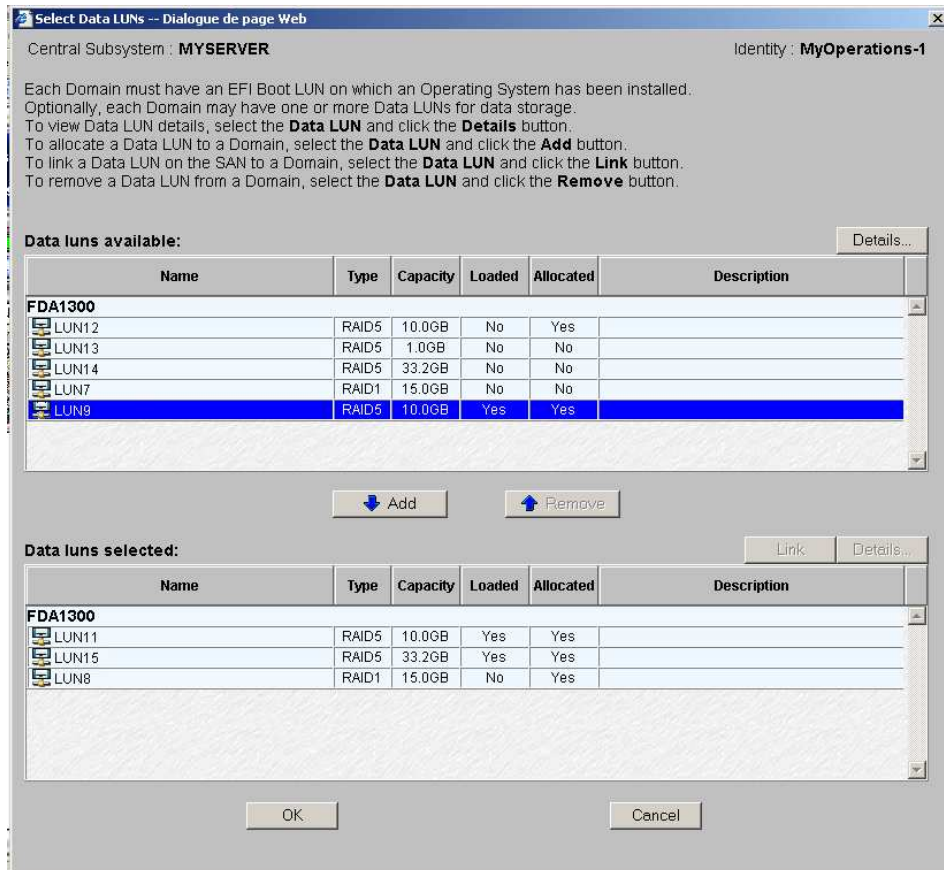 Select Data LUNs -- Dialogue de page Web
Central Subsystem : MYSERVER Identity : MyOperations-1
Each Domain must have an EFI Boot LUN on which an Operating System has been installed.
Optionally, each Domain may have one or more Data LUNs for data storage.
To view Data LUN details, select the Data LUN and click the Details button.
To allocate a Data LUN to a Domain, select the Data LUN and click the Add button.
To link a Data LUN on the SAN to a Domain, select the Data LUN and click the Link button.
To remove a Data LUN from a Domain, select the Data LUN and click the Remove button.
Data luns available: Details...
Name Type Capacity Loaded Allocated Description
FDA1300
LUN12 RAID5 10.0GB No Yes
LUN13 RAID5 1.0GB No No
LUN14 RAID5 33.2GB No No
LUN7 RAID1 15.0GB No No
LUN9 RAID5 10.0GB Yes Yes
Add Remove
Data luns selected: Link Details...
Name Type Capacity Loaded Allocated Description
FDA1300
LUN11 RAID5 10.0GB Yes Yes
LUN15 RAID5 33.2GB Yes Yes
LUN8 RAID1 15.0GB No Yes
OK Cancel